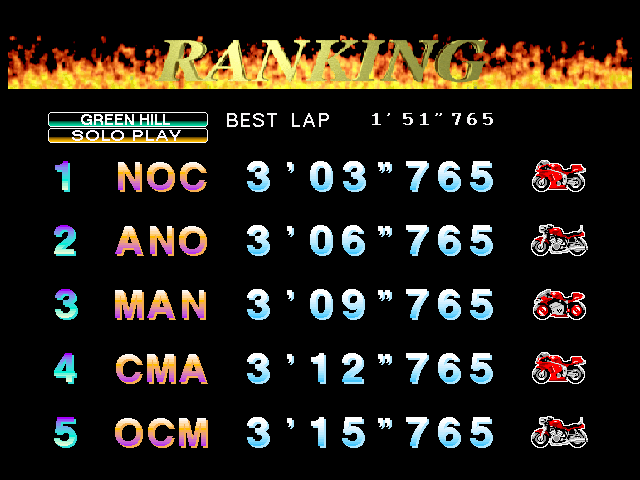 RANKING
GREEN HILL
SOLO PLAY
BEST LAP 1'51"765
1 NOC 3'03"765
2 ANO 3'06"765
3 MAN 3'09"765
4 CMA 3'12"765
5 OCM 3'15"765